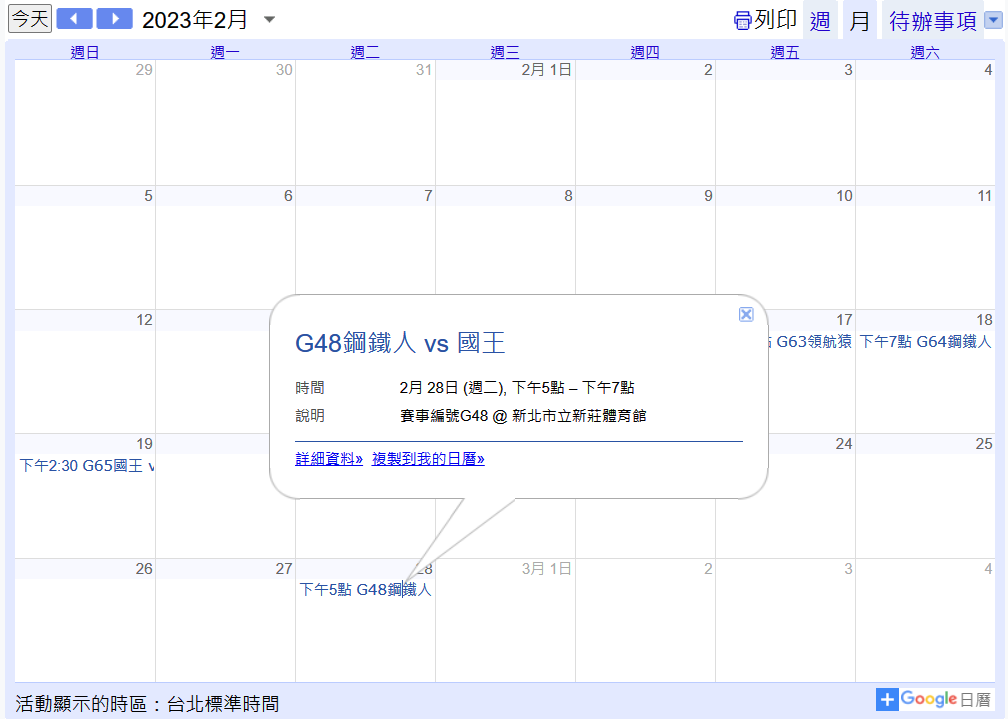 今天 2023年2月 列印 週 月 待辦事項
週日 週一 週二 週三 週四 週五 週六
29 30 31 2月 1日 2 3 4
5 6 7 8 9 10 11
12 17 18
G63領航猿 下午7點 G64鋼鐵人
G48鋼鐵人 vs 國王
時間 2月 28日 (週二), 下午5點 – 下午7點
說明 賽事編號G48 @ 新北市立新莊體育館
詳細資料» 複製到我的日曆»
19 24 25
下午2:30 G65國王 v
26 27 28 3月 1日 2 3 4
下午5點 G48鋼鐵人
活動顯示的時區：台北標準時間
Google日曆